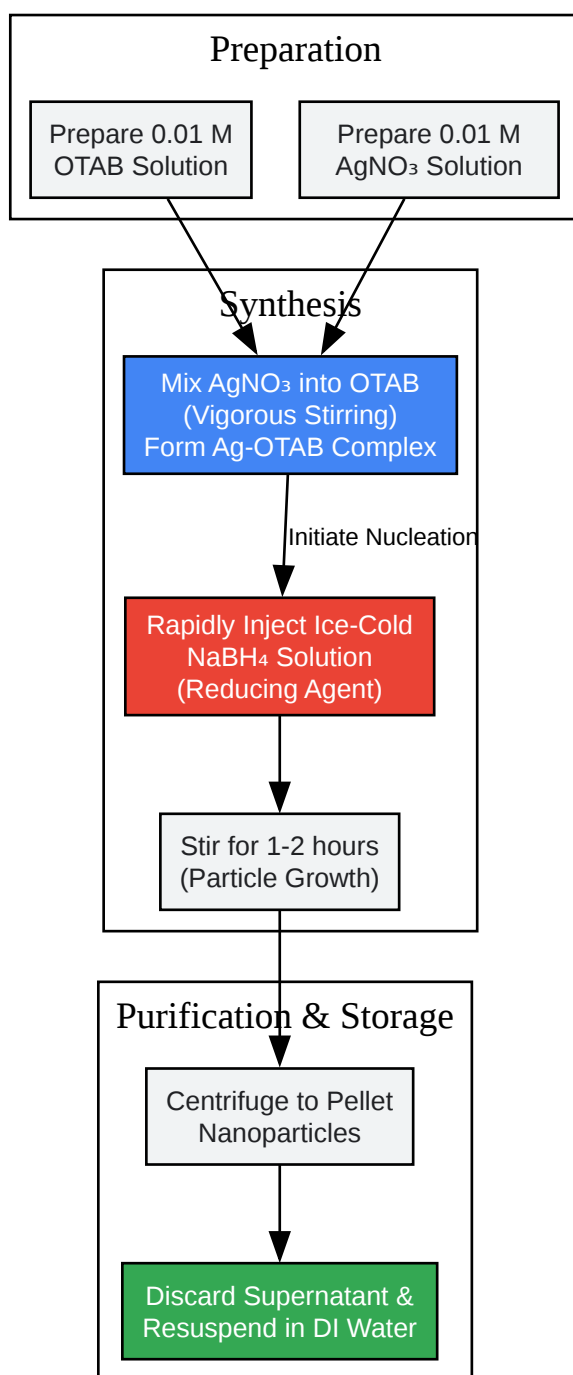 Preparation
Prepare 0.01 M
OTAB Solution
Prepare 0.01 M
AgNO₃ Solution
Synthesis
Mix AgNO₃ into OTAB
(Vigorous Stirring)
Form Ag-OTAB Complex
Initiate Nucleation
Rapidly Inject Ice-Cold
NaBH₄ Solution
(Reducing Agent)
Stir for 1-2 hours
(Particle Growth)
Purification & Storage
Centrifuge to Pellet
Nanoparticles
Discard Supernatant &
Resuspend in DI Water